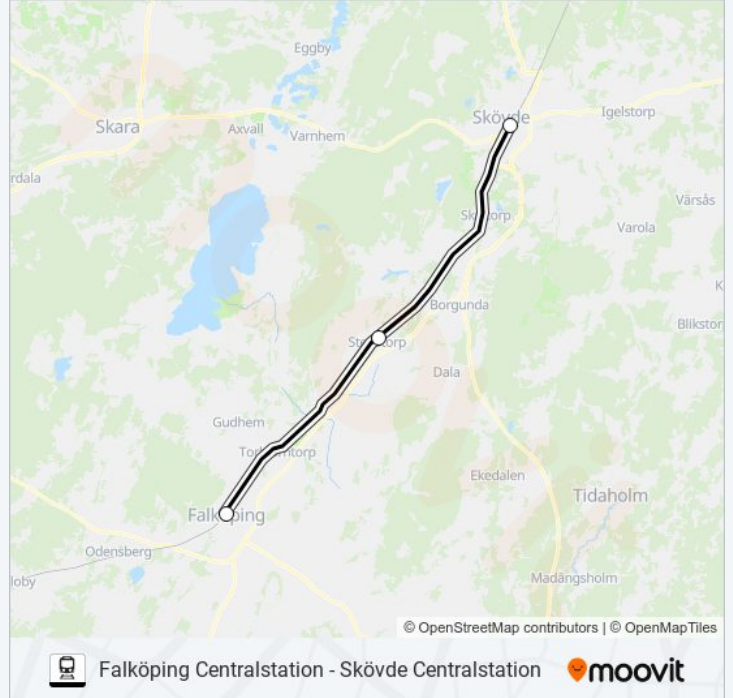 Eggby
Skövde
Igelstorp
Skara
Axvall
Varnhem
rdala
Värsås
Varola
K
Borgunda
Blikstor
Dala
Gudhem
Ekedalen
Tidaholm
Falköping
Odensberg
loby
Madängsholm
© OpenStreetMap contributors | © OpenMapTiles
Falköping Centralstation - Skövde Centralstation
moovit